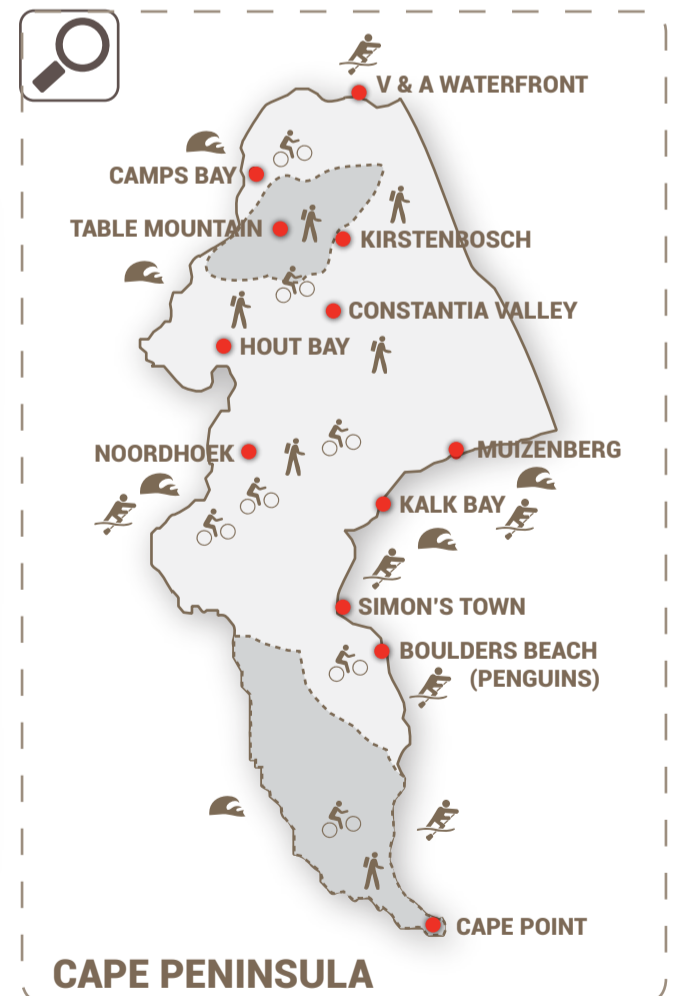 V & A WATERFRONT
CAMPS BAY
TABLE MOUNTAIN
KIRSTENBOSCH
CONSTANTIA VALLEY
HOUT BAY
NOORDHOEK
MUIZENBERG
KALK BAY
SIMON'S TOWN
BOULDERS BEACH
(PENGUINS)
CAPE POINT
CAPE PENINSULA